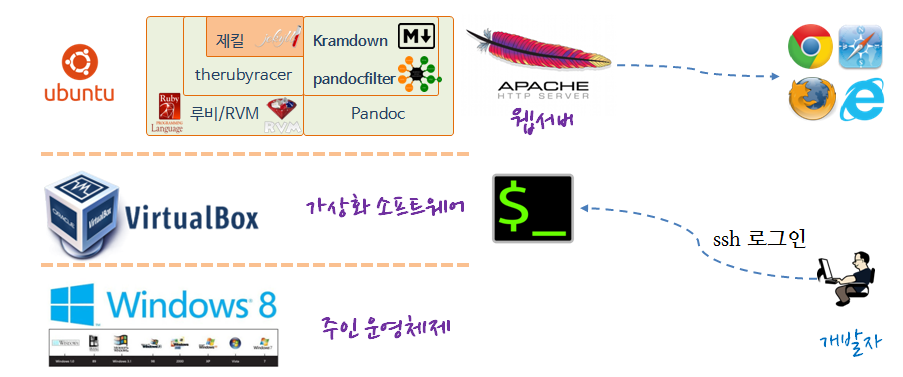 제킬 jekyll
Kramdown
M
therubyracer
pandocfilter
ubuntu
Ruby
PROGRAMMING
Language
루비/RVM
RVM
Pandoc
APACHE
HTTP SERVER
웹서버
VirtualBox
ORACLE
가상화 소프트웨어
$_
ssh 로그인
Windows 8
주인 운영체제
개발자